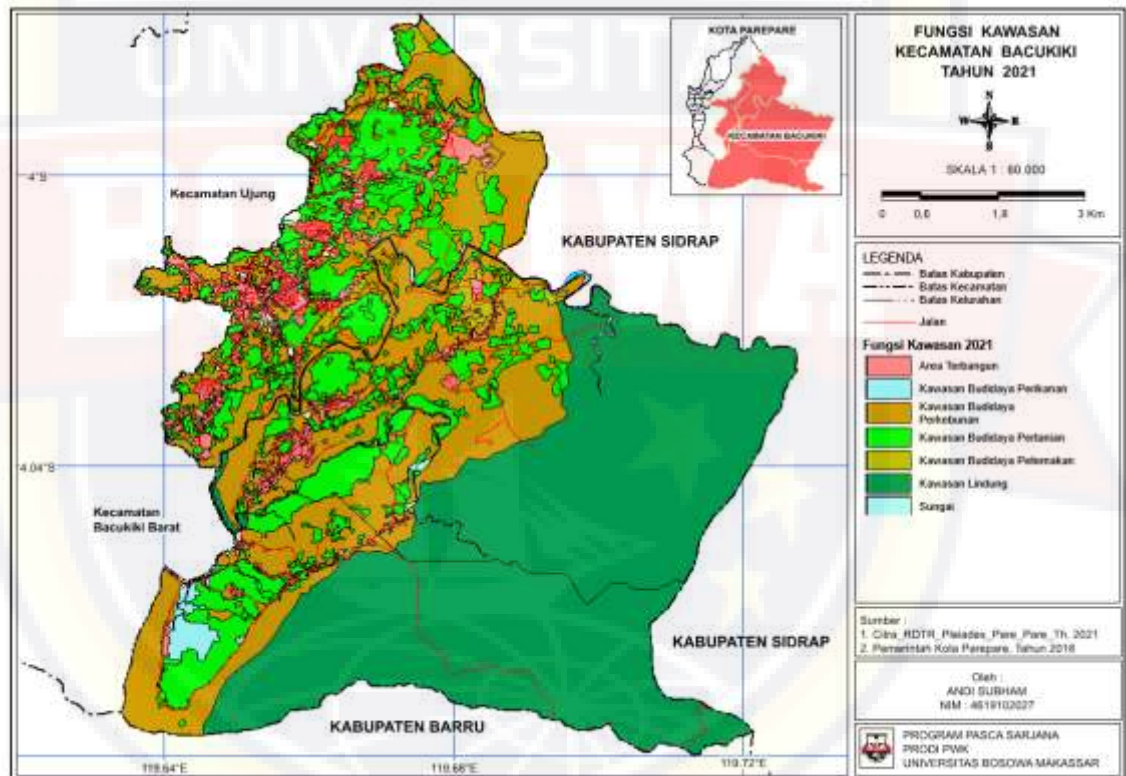 UNIVERSITAS
BOSOWA
FUNGSI KAWASAN
KECAMATAN BACUKIKI
TAHUN 2021
N
W E
S
SKALA 1 : 60.000
0 0,8 1,8 3 Km
KOTA PAREPARE
KECAMATAN BACUKIKI
4°S
Kecamatan Ujung
KABUPATEN SIDRAP
4.04°S
Kecamatan
Bacukiki Barat
KABUPATEN SIDRAP
KABUPATEN BARRU
119.64°E 119.68°E 119.72°E
LEGENDA
Batas Kabupaten
Batas Kecamatan
Batas Kelurahan
Jalan
Fungsi Kawasan 2021
Area Terbangun
Kawasan Budidaya Perikanan
Kawasan Budidaya
Perkebunan
Kawasan Budidaya Pertanian
Kawasan Budidaya Peternakan
Kawasan Lindung
Sungai
Sumber :
1. Citra_RDTR_Pleiades_Pare_Pare_Th. 2021
2. Pemerintah Kota Parepare, Tahun 2018
Oleh :
ANDI SUBHAM
NIM : 4619102027
PROGRAM PASCA SARJANA
PRODI PWK
UNIVERSITAS BOSOWA MAKASSAR